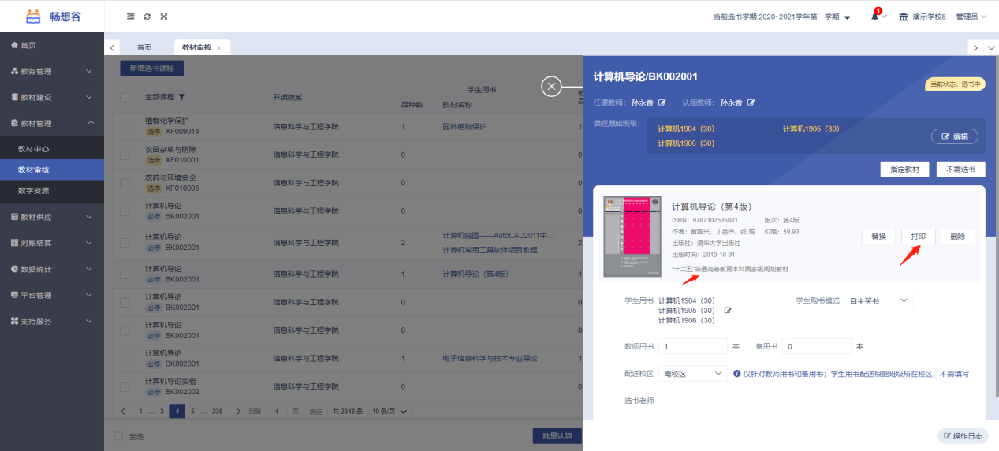 畅想谷
当前选书学期:2020~2021学年第一学期
1
演示学校8
管理员
首页
教务管理
教材建设
教材管理
教材中心
教材审核
数字资源
教材供应
对账结算
数据统计
平台管理
支持服务
首页
教材审核
新增选书课程
全部课程
开课院系
学生用书
品种数
教材名称
植物化学保护
选修 XF009014
信息科学与工程学院
1
园林植物保护
农田杂草与防除
选修 XF010001
信息科学与工程学院
0
农药与环境安全
选修 XF010005
信息科学与工程学院
0
计算机导论
必修 BK002001
信息科学与工程学院
0
计算机导论
必修 BK002001
信息科学与工程学院
2
计算机绘图——AutoCAD2011中...
计算机常用工具软件项目教程
计算机导论
必修 BK002001
信息科学与工程学院
1
计算机导论（第4版）
计算机导论
必修 BK002001
信息科学与工程学院
0
计算机导论
必修 BK002001
信息科学与工程学院
0
计算机导论
必修 BK002001
信息科学与工程学院
1
电子信息科学与技术专业导论
计算机导论实验
必修 BK002002
信息科学与工程学院
0
1 ... 3 4 5 ... 235 到第 4 页 确定 共 2348 条 10 条/页
全选
批量认领
计算机导论/BK002001
当前状态：选书中
任课教师： 孙永香 认领教师： 孙永香
课程原始班级：
计算机1904（30） 计算机1905（30）
计算机1906（30）
编辑
指定教材
不需选书
计算机导论（第4版）
ISBN：9787302535881 版次：第4版
作者：黄国兴、丁岳伟、张 瑜 价格：59.90
出版社：清华大学出版社
出版时间：2019-10-01
“十二五”普通高等教育本科国家级规划教材
替换
打印
删除
学生用书 计算机1904（30）
计算机1905（30）
计算机1906（30）
学生购书模式 自主买书
教师用书 1 本 备用书 0 本
配送校区 南校区 仅针对教师用书和备用书；学生用书配送根据班级所在校区，不需填写
选书老师
操作日志